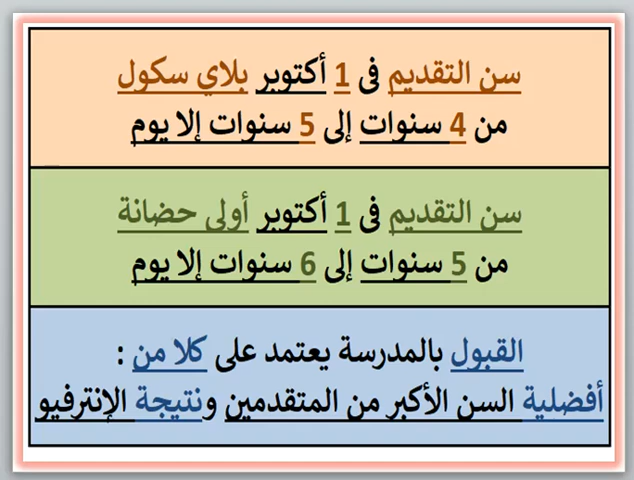 سن التقديم فى 1 أكتوبر بلاي سكول
من 4 سنوات إلى 5 سنوات إلا يوم
سن التقديم فى 1 أكتوبر أولى حضانة
من 5 سنوات إلى 6 سنوات إلا يوم
القبول بالمدرسة يعتمد على كلا من :
أفضلية السن الأكبر من المتقدمين ونتيجة الإنترفيو